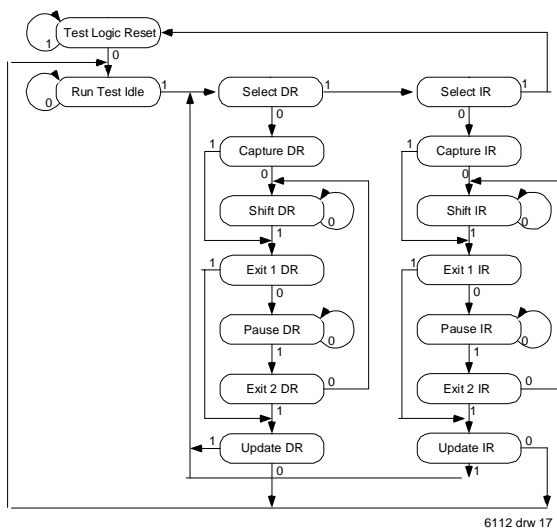 Test Logic Reset
1
0
Run Test Idle
0
1
Select DR
1
Select IR
1
0
0
1
Capture DR
1
Capture IR
0
0
Shift DR
0
Shift IR
0
1
1
1
Exit 1 DR
1
Exit 1 IR
0
0
Pause DR
0
Pause IR
0
1
1
Exit 2 DR
0
Exit 2 IR
0
1
1
1
Update DR
Update IR
0
0
1
6112 drw 17